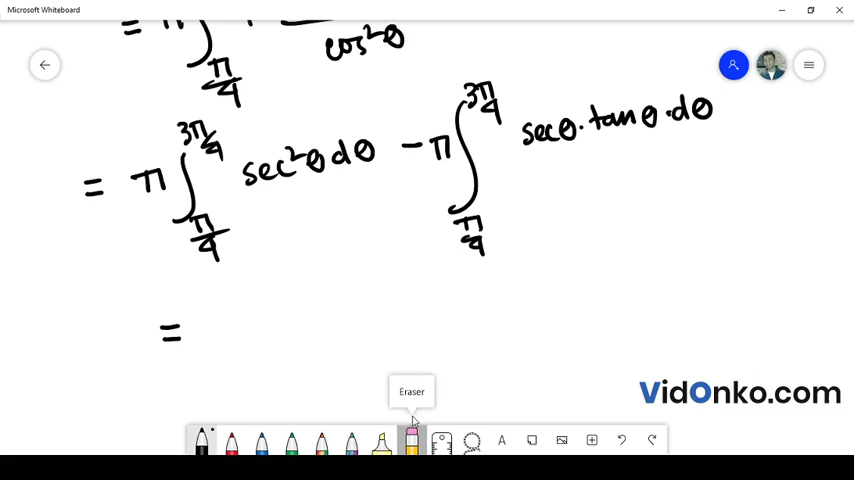 Microsoft Whiteboard
= π ∫
cos²θ
π/4
= π ∫_{π/4}^{3π/4} sec²θ dθ − π ∫_{π/4}^{3π/4} secθ·tanθ·dθ
=
Eraser
VidOnko.com
A